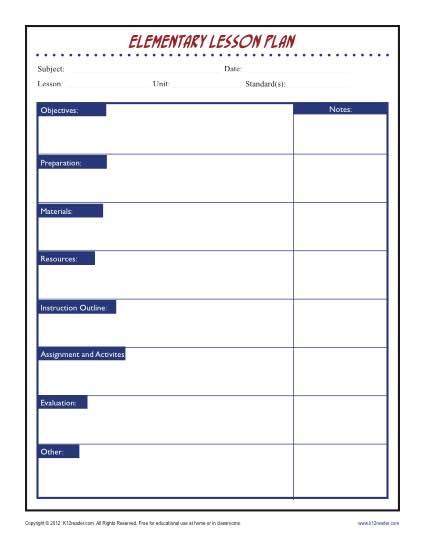 ELEMENTARY LESSON PLAN
Subject: Date:
Lesson: Unit: Standard(s):
Objectives: Notes:
Preparation:
Materials:
Resources:
Instruction Outline:
Assignment and Activites
Evaluation:
Other:
Copyright © 2012 K12reader.com. All Rights Reserved. Free for educational use at home or in classrooms. www.k12reader.com